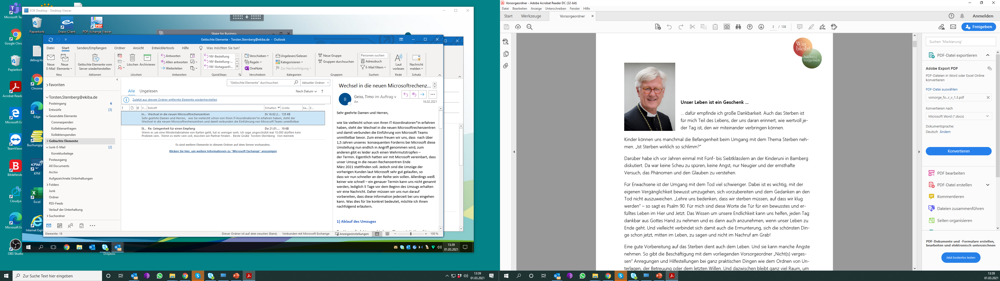 Microsoft Tea
Google Chro
Papierkorb
Acrobat Reade
Microsoft Ed
TeamViewe
Bitdefende
Cloudya
Microsoft Ed
OBS Studio
Dropbox
EOK Desktop - Desktop Viewer
Papierkorb
Enaio-Client
PDF-Xchange Viewer
debug.log
Chrome
Edge
Buchungsp
KFM
Excel
Internet Expl
Skype for Business
Gelöschte Elemente - Torsten.Sternberg@ekiba.de - Outlook
Datei Start Senden/Empfangen Ordner Ansicht Entwicklertools Hilfe Was möchten Sie tun?
Neue E-Mail
Neue Elemente
Neu
Gelöschte Elemente vom Server wiederherstellen
Aktionen
Löschen
Archivieren
Löschen
Antworten
Allen antworten
Weiterleiten
Antworten
NV-Bestellung
NV-Bestellung-...
NV-Vortagsanfr...
QuickSteps
Verschieben
Regeln
OneNote
Verschieben
Ungelesen/Gelesen
Kategorisieren
Zur Nachverfolgung
Kategorien
Neue Gruppe
Gruppen durchsuchen
Gruppen
Personen suchen
Adressbuch
E-Mail filtern
Suchen
Laut vorlesen
Rede
Nachricht melden
Schutz
Favoriten
Torsten.Sternberg@ekiba.de
Posteingang 6
Entwürfe [3]
Gesendete Elemente
Coronaspenden
Kollektenanfragen
Kollektenspenden
Gelöschte Elemente
Junk-E-Mail [2]
Korrekturbelege
Postausgang
All Documents
Archiv
Aufgezeichnete Unterhaltungen
Folders
Junk
Ordner
RSS-Feeds
Verlauf der Unterhaltung
Suchordner
Elemente: 18
"Gelöschte Elemente" durchsuchen
Aktueller Ordner
Alle Ungelesen
Nach Datum
Zuletzt aus diesem Ordner entfernte Elemente wiederherstellen
! @ V... Betreff Erhalten Größe Ka... E...
In... Wechsel in die neuen Microsoftrechenzentren Di 16.02.2... 135 KB
Sehr geehrte Damen und Herren, wie Sie vielleicht schon von Ihren IT-Koordinatoren*in erfahren haben, steht der
Wechsel in die neuen Microsoftrechenzentren und damit verbunden die Einführung von Microsoft Teams unmittelbar
St... Re: Gelegenheit für einen Empfang Do 21.01.... 19 KB
Wenn es um eine Mindestabnahme von Karten geht, tut es weniger weh. Ich sage ungeschützt mal 10.000 dürften kein
Problem sein. Wenn es mehr sein soll, müssten wir Partner finden . Beste Grüße Torsten Sternberg Von meinem
Es sind weitere Elemente in diesem Ordner auf dem Server vorhanden.
Klicken Sie hier, um weitere Informationen zu "Microsoft Exchange" anzuzeigen
Wechsel in die neuen Microsoftrechenz...
II
Geiss, Timo im Auftrag v
An
16.02.2021
Sehr geehrte Damen und Herren,
wie Sie vielleicht schon von Ihren IT-Koordinatoren*in erfahren
haben, steht der Wechsel in die neuen Microsoftrechenzentren
und damit verbunden die Einführung von Microsoft Teams
unmittelbar bevor. Zum einen freuen wir uns, dass nach über
1,5 Jahren unseres konsequenten Forderns bei Microsoft diese
Umstellung nun endlich in Angriff genommen wird, zum
anderen gibt es leider auch einen Wehrmutstropfen –
der Termin. Eigentlich hatten wir mit Microsoft vereinbart, dass
unser Umzug in die neuen Rechenzentren Ende
März 2021 stattfinden soll. Jedoch sind die Umzüge der
vorherigen Kunden laut Microsoft sehr gut gelaufen, so
dass wir nun schneller an der Reihe sein sollen. Allerdings weiß
keiner wie schnell – ein genauer Termin kann uns nicht genannt
werden, lediglich 5 Tage vor dem Beginn des Umzugs erhalten
wir eine Nachricht. Daher müssen wir uns nun darauf
vorbereiten, dass diese Information jederzeit bei uns eingehen
kann. Was dies für Sie konkret bedeutet, möchte ich Ihnen
nachfolgend erläutern.
1) Ablauf des Umzuges
Dieser Ordner ist auf dem neusten Stand. Verbunden mit Microsoft Exchange Anzeigeeinstellungen 100 %
13:39
01.03.2021
Zur Suche Text hier eingeben
13:39
01.03.2021
Vorsorgeordner - Adobe Acrobat Reader DC (32-bit)
Datei Bearbeiten Anzeige Unterschreiben Fenster Hilfe
Start Werkzeuge Vorsorgeordner Anmelden
3 / 138
Freigeben
Was bleibt.
Nicht(s) vergessen
Unser Leben ist ein Geschenk ...
... dafür empfinde ich große Dankbarkeit. Auch das Sterben ist
für mich Teil des Lebens, der uns daran erinnert, wie wertvoll je-
der Tag ist, den wir miteinander verbringen können.
Kinder können uns manchmal die Befangenheit beim Umgang mit dem Thema Sterben neh-
men. „Ist Sterben wirklich so schlimm?“
Darüber habe ich vor Jahren einmal mit Fünf- bis Siebtklässlern an der Kinderuni in Bamberg
diskutiert. Da war keine Scheu zu spüren, keine Angst, nur Neugier und der ernsthafte
Versuch, das Phänomen und den Glauben zu verstehen.
Für Erwachsene ist der Umgang mit dem Tod viel schwieriger. Dabei ist es wichtig, mit der
eigenen Vergänglichkeit bewusst umzugehen, sich vorzubereiten und dem Gedanken an den
Tod nicht auszuweichen. „Lehre uns bedenken, dass wir sterben müssen, auf dass wir klug
werden“ – so sagt es Psalm 90. Für mich sind diese Worte die Tür für ein bewusstes und er-
fülltes Leben im Hier und Jetzt. Das Wissen um unsere Endlichkeit kann uns helfen, jeden Tag
dankbar aus Gottes Hand zu nehmen und es dann auch anzunehmen, wenn unser Leben zu
Ende geht. Und vielleicht verbindet sich damit auch die Ermunterung, sich die schönsten Din-
ge schon jetzt, mitten im Leben, zu sagen und nicht im Nachruf am Grab!
Eine gute Vorbereitung auf das Sterben dient auch dem Leben. Und sie kann manche Ängste
nehmen. So gibt die Beschäftigung mit dem vorliegenden Vorsorgeordner „Nicht(s) verges-
sen“ Anregungen und Hilfestellungen bei ganz praktischen Dingen wie dem Ordnen von Un-
terlagen, der Betreuung oder dem letzten Willen. Und dazwischen bleibt ganz viel Raum, um
Suchen 'Markierung'
PDF-Datei exportieren
Adobe Export PDF
PDF-Dateien in Word oder Excel Online
konvertieren
PDF-Datei auswählen
vorsorge_fo...r_v_1.3.pdf
Konvertieren nach
Microsoft Word (*.docx)
Dokumentsprache:
Deutsch Ändern
Konvertieren
PDF bearbeiten
PDF-Datei erstellen
Kommentieren
Dateien zusammenführen
Seiten organisieren
PDF-Dokumente und -Formulare erstellen,
bearbeiten und elektronisch unterzeichnen
Jetzt kostenlos testen
13:39
01.03.2021